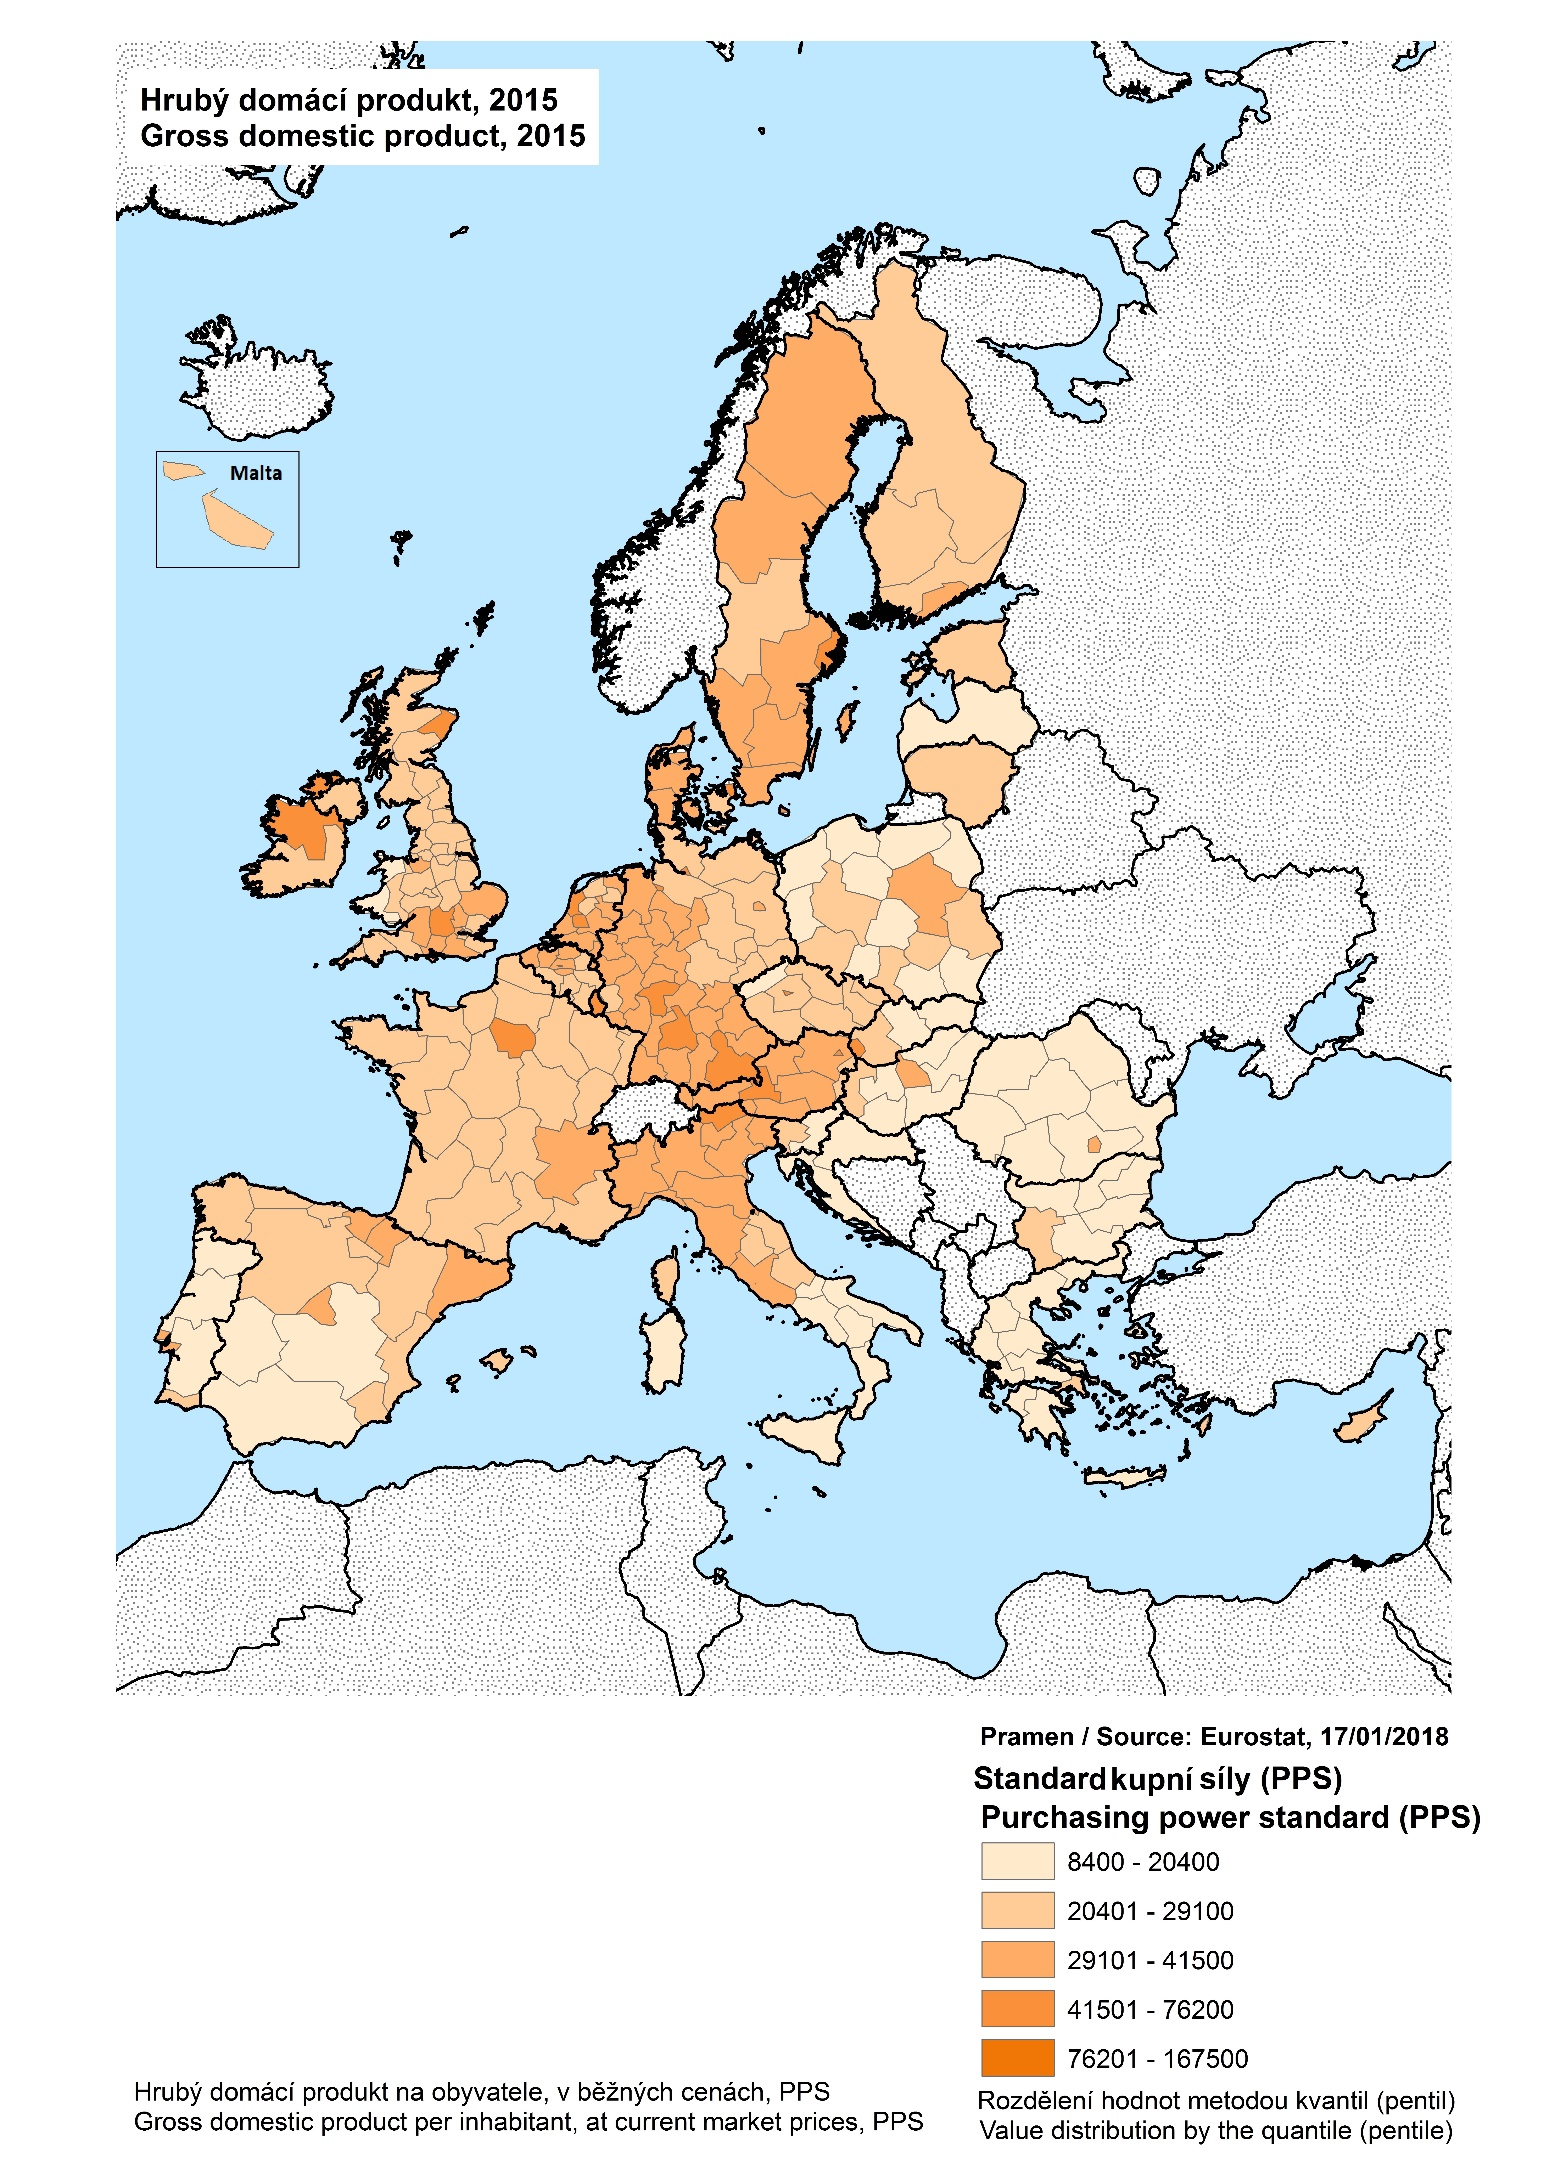 Hrubý domácí produkt, 2015
Gross domestic product, 2015
Malta
Pramen / Source: Eurostat, 17/01/2018
Standard kupní síly (PPS)
Purchasing power standard (PPS)
8400 - 20400
20401 - 29100
29101 - 41500
41501 - 76200
76201 - 167500
Hrubý domácí produkt na obyvatele, v běžných cenách, PPS
Gross domestic product per inhabitant, at current market prices, PPS
Rozdělení hodnot metodou kvantil (pentil)
Value distribution by the quantile (pentile)